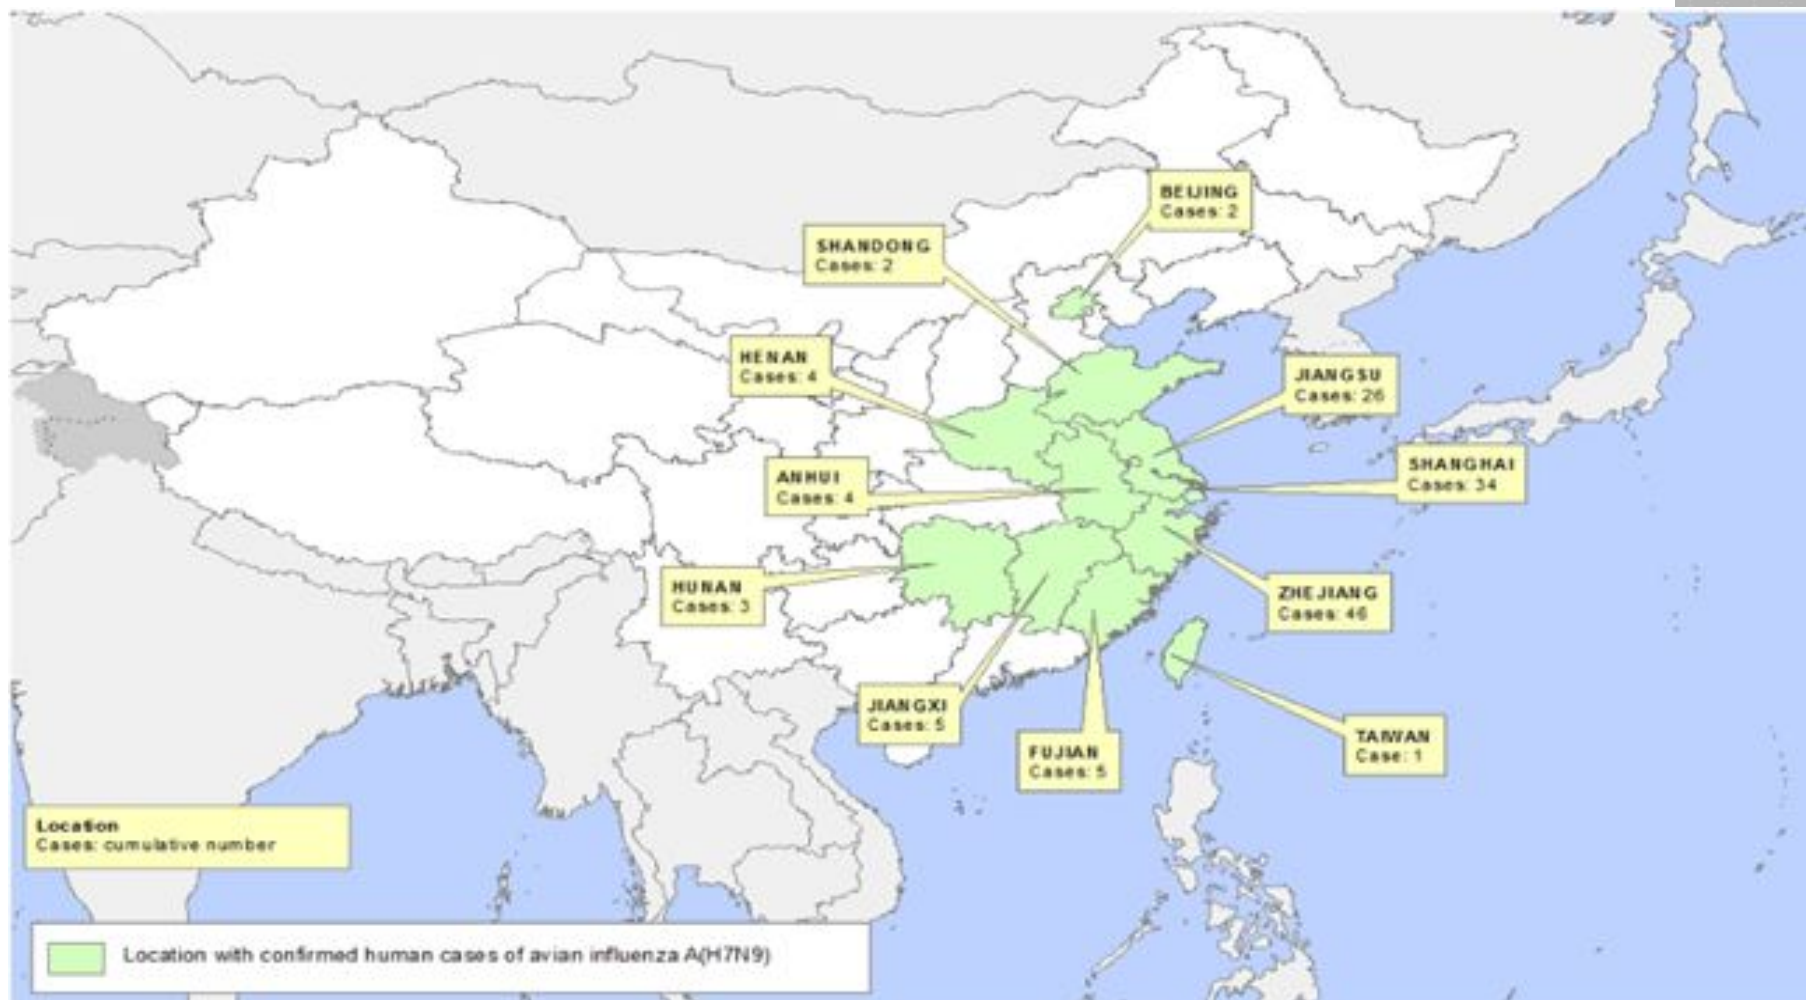 BEIJING
Cases: 2
SHANDONG
Cases: 2
HENAN
Cases: 4
JIANGSU
Cases: 26
SHANGHAI
Cases: 34
ANHUI
Cases: 4
HUNAN
Cases: 3
ZHEJIANG
Cases: 46
JIANGXI
Cases: 5
FUJIAN
Cases: 5
TAIWAN
Case: 1
Location
Cases: cumulative number
Location with confirmed human cases of avian influenza A(H7N9)